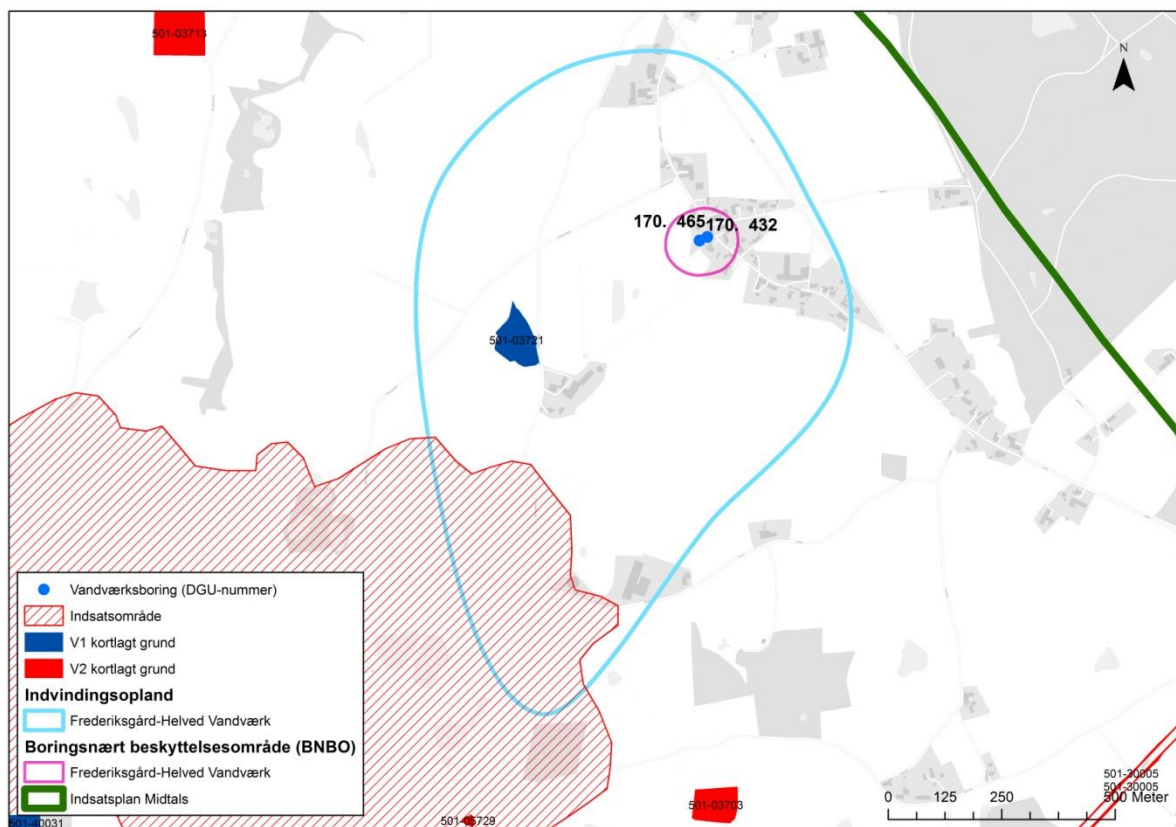 501-03713
N
170. 465 170. 432
501-03721
Vandværksboring (DGU-nummer)
Indsatsområde
V1 kortlagt grund
V2 kortlagt grund
Indvindingsopland
Frederiksgård-Helved Vandværk
Boringsnært beskyttelsesområde (BNBO)
Frederiksgård-Helved Vandværk
Indsatsplan Midtals
501-30005
501-30005
0 125 250 500 Meter
501-03703
501-40031
501-05729